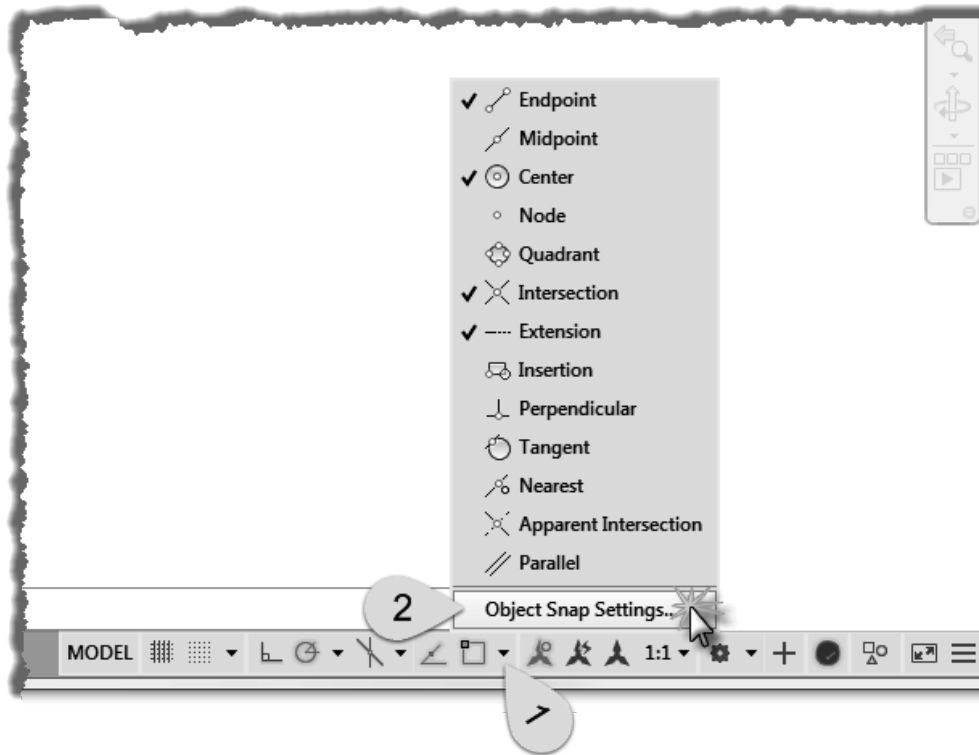 Endpoint
Midpoint
Center
Node
Quadrant
Intersection
Extension
Insertion
Perpendicular
Tangent
Nearest
Apparent Intersection
Parallel
2 Object Snap Settings..
MODEL 1:1
1